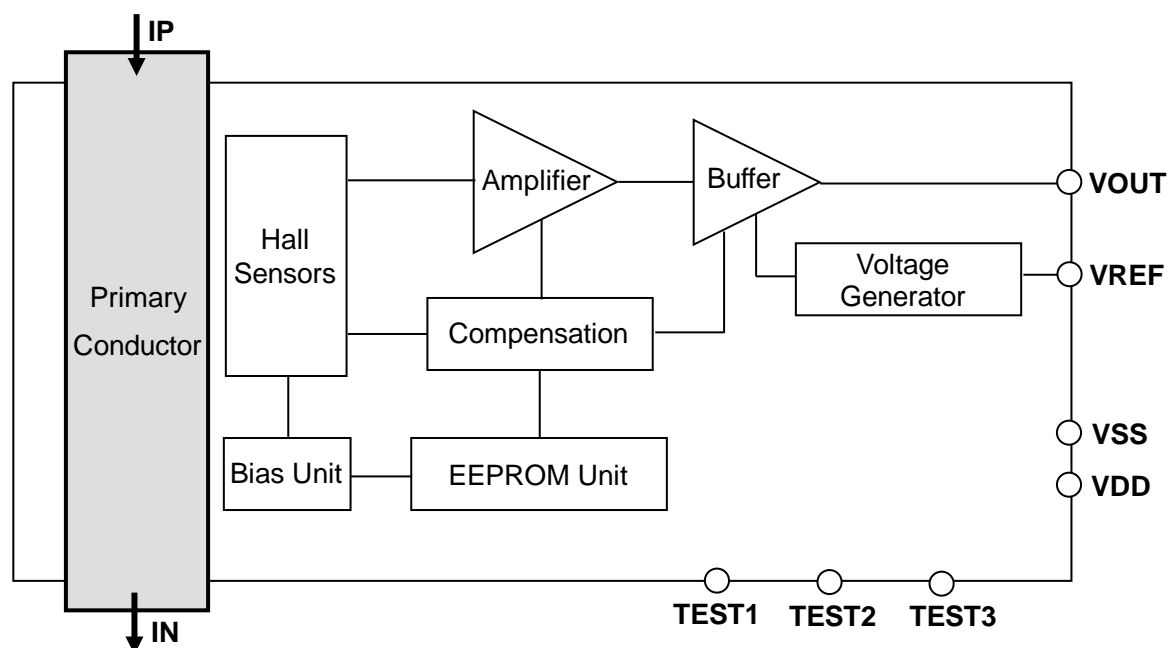 IP
Amplifier
Buffer
VOUT
Hall
Sensors
Voltage
Generator
VREF
Primary
Conductor
Compensation
VSS
Bias Unit
EEPROM Unit
VDD
TEST1
TEST2
TEST3
IN